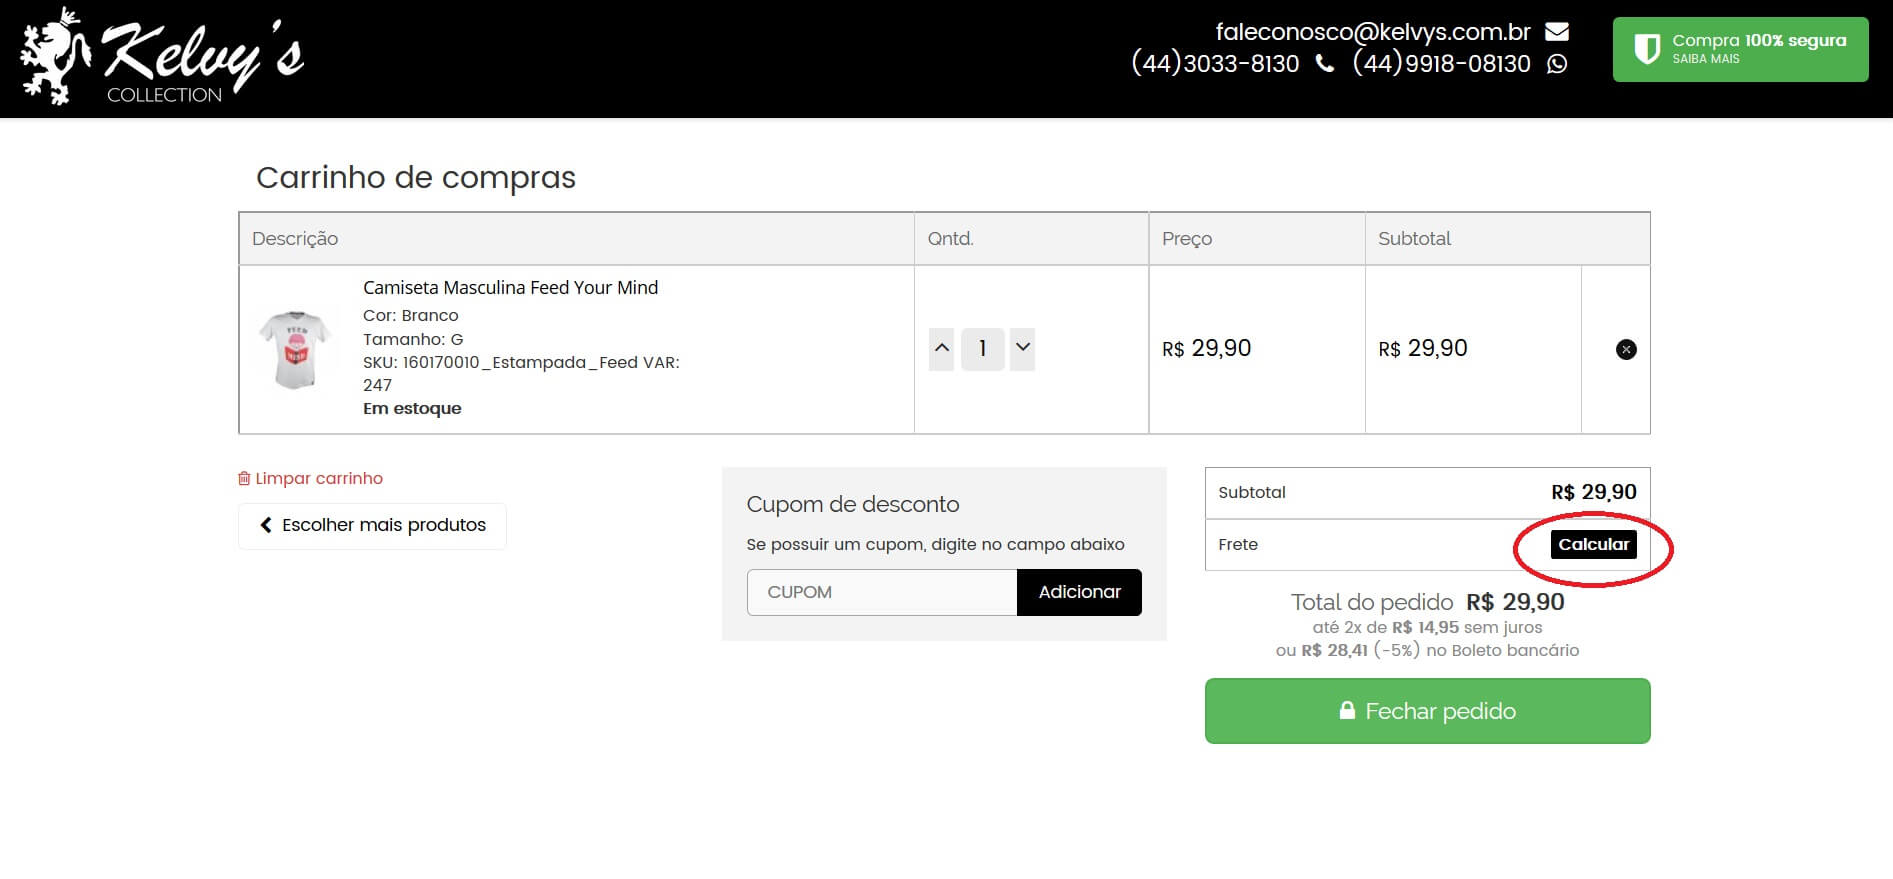 Kelvy's
COLLECTION
faleconosco@kelvys.com.br
(44)3033-8130 (44)9918-08130
Compra 100% segura
SAIBA MAIS
Carrinho de compras
Descrição Qntd. Preço Subtotal
Camiseta Masculina Feed Your Mind
Cor: Branco
Tamanho: G
SKU: 160170010_Estampada_Feed VAR:
247
Em estoque
1 R$ 29,90 R$ 29,90
Limpar carrinho
Escolher mais produtos
Cupom de desconto
Se possuir um cupom, digite no campo abaixo
CUPOM Adicionar
Subtotal R$ 29,90
Frete Calcular
Total do pedido R$ 29,90
até 2x de R$ 14,95 sem juros
ou R$ 28,41 (-5%) no Boleto bancário
Fechar pedido